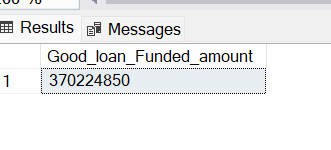 Results Messages
Good_loan_Funded_amount
1 370224850